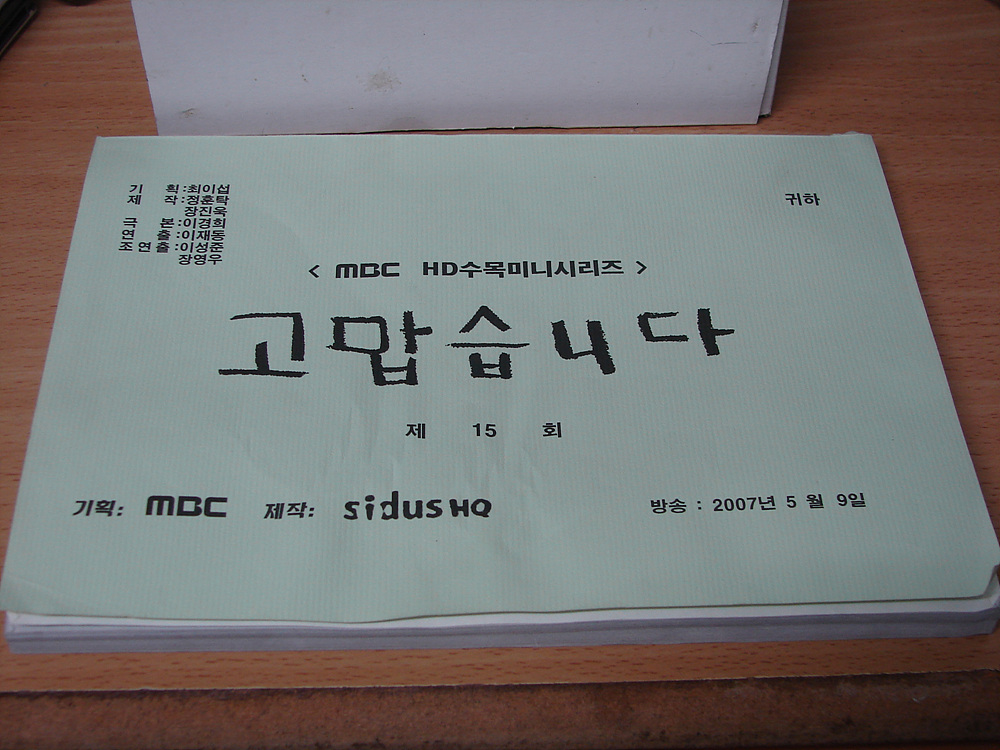 기 획:최이섭
제 작:정훈탁
장진욱
극 본:이경희
연 출:이재동
조연출:이성준
장영우
귀하
< MBC HD수목미니시리즈 >
고맙습니다
제 15 회
기획: MBC 제작: sidus HQ
방송 : 2007년 5월 9일